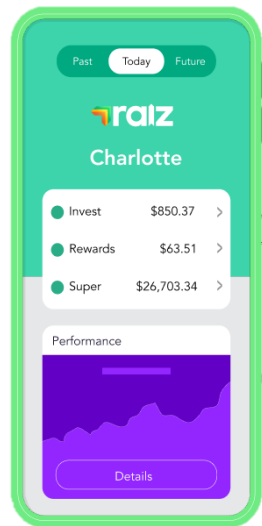 Past Today Future
raiz
Charlotte
Invest $850.37
Rewards $63.51
Super $26,703.34
Performance
Details